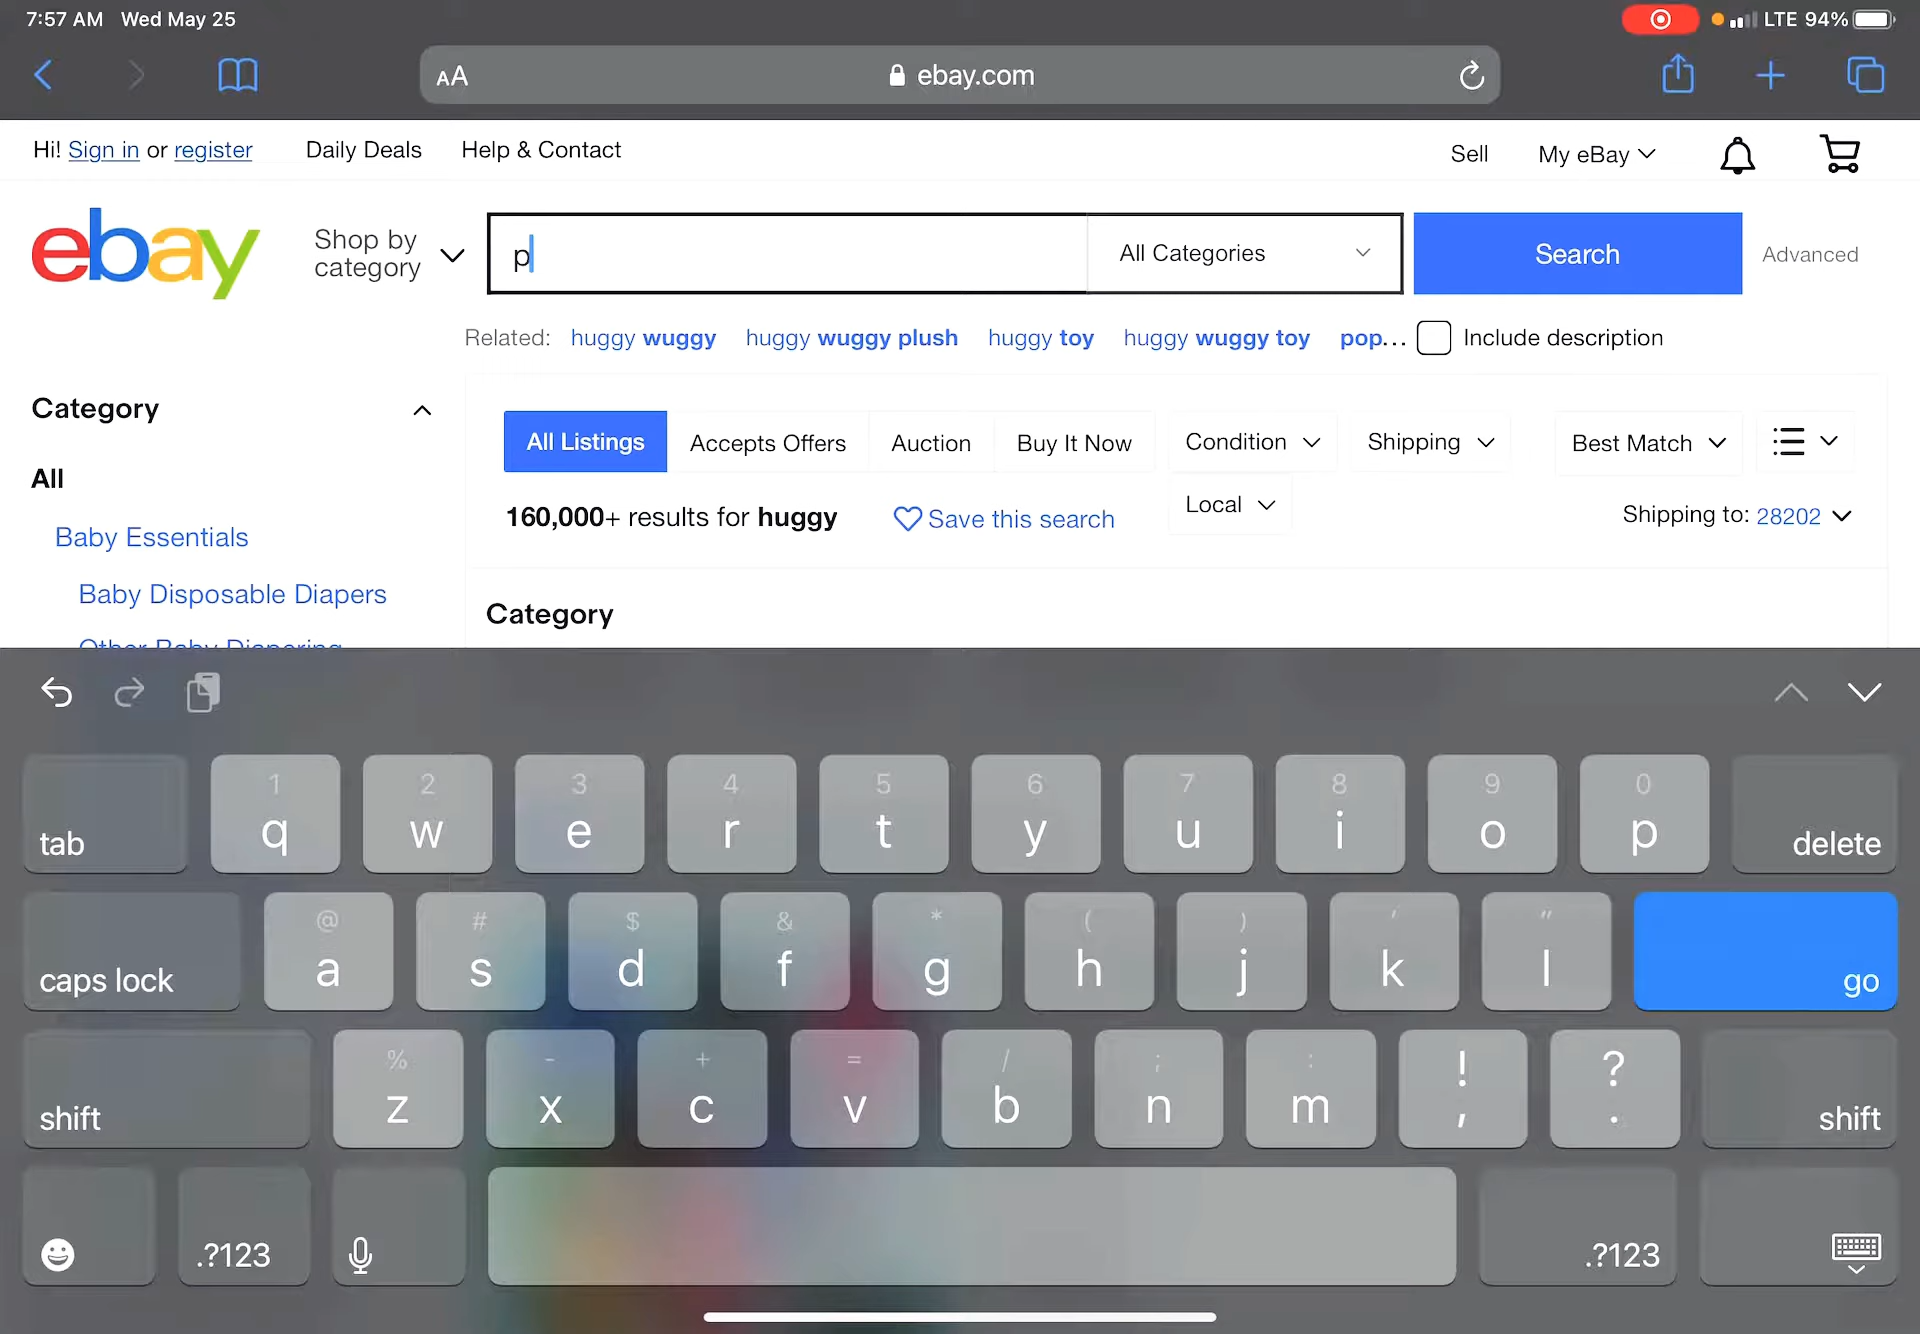 7:57 AM Wed May 25
LTE 94%
AA ebay.com
Hi! Sign in or register Daily Deals Help & Contact Sell My eBay
ebay
Shop by category
p All Categories Search Advanced
Related: huggy wuggy huggy wuggy plush huggy toy huggy wuggy toy pop... Include description
Category
All Listings Accepts Offers Auction Buy It Now Condition Shipping Best Match
All
160,000+ results for huggy Save this search Local Shipping to: 28202
Baby Essentials
Baby Disposable Diapers
Other Baby Diapering
Category
1 2 3 4 5 6 7 8 9 0
tab q w e r t y u i o p delete
@ # $ & * ( ) ' "
caps lock a s d f g h j k l go
% - + = / ; : ! ?
shift z x c v b n m , . shift
.?123 .?123